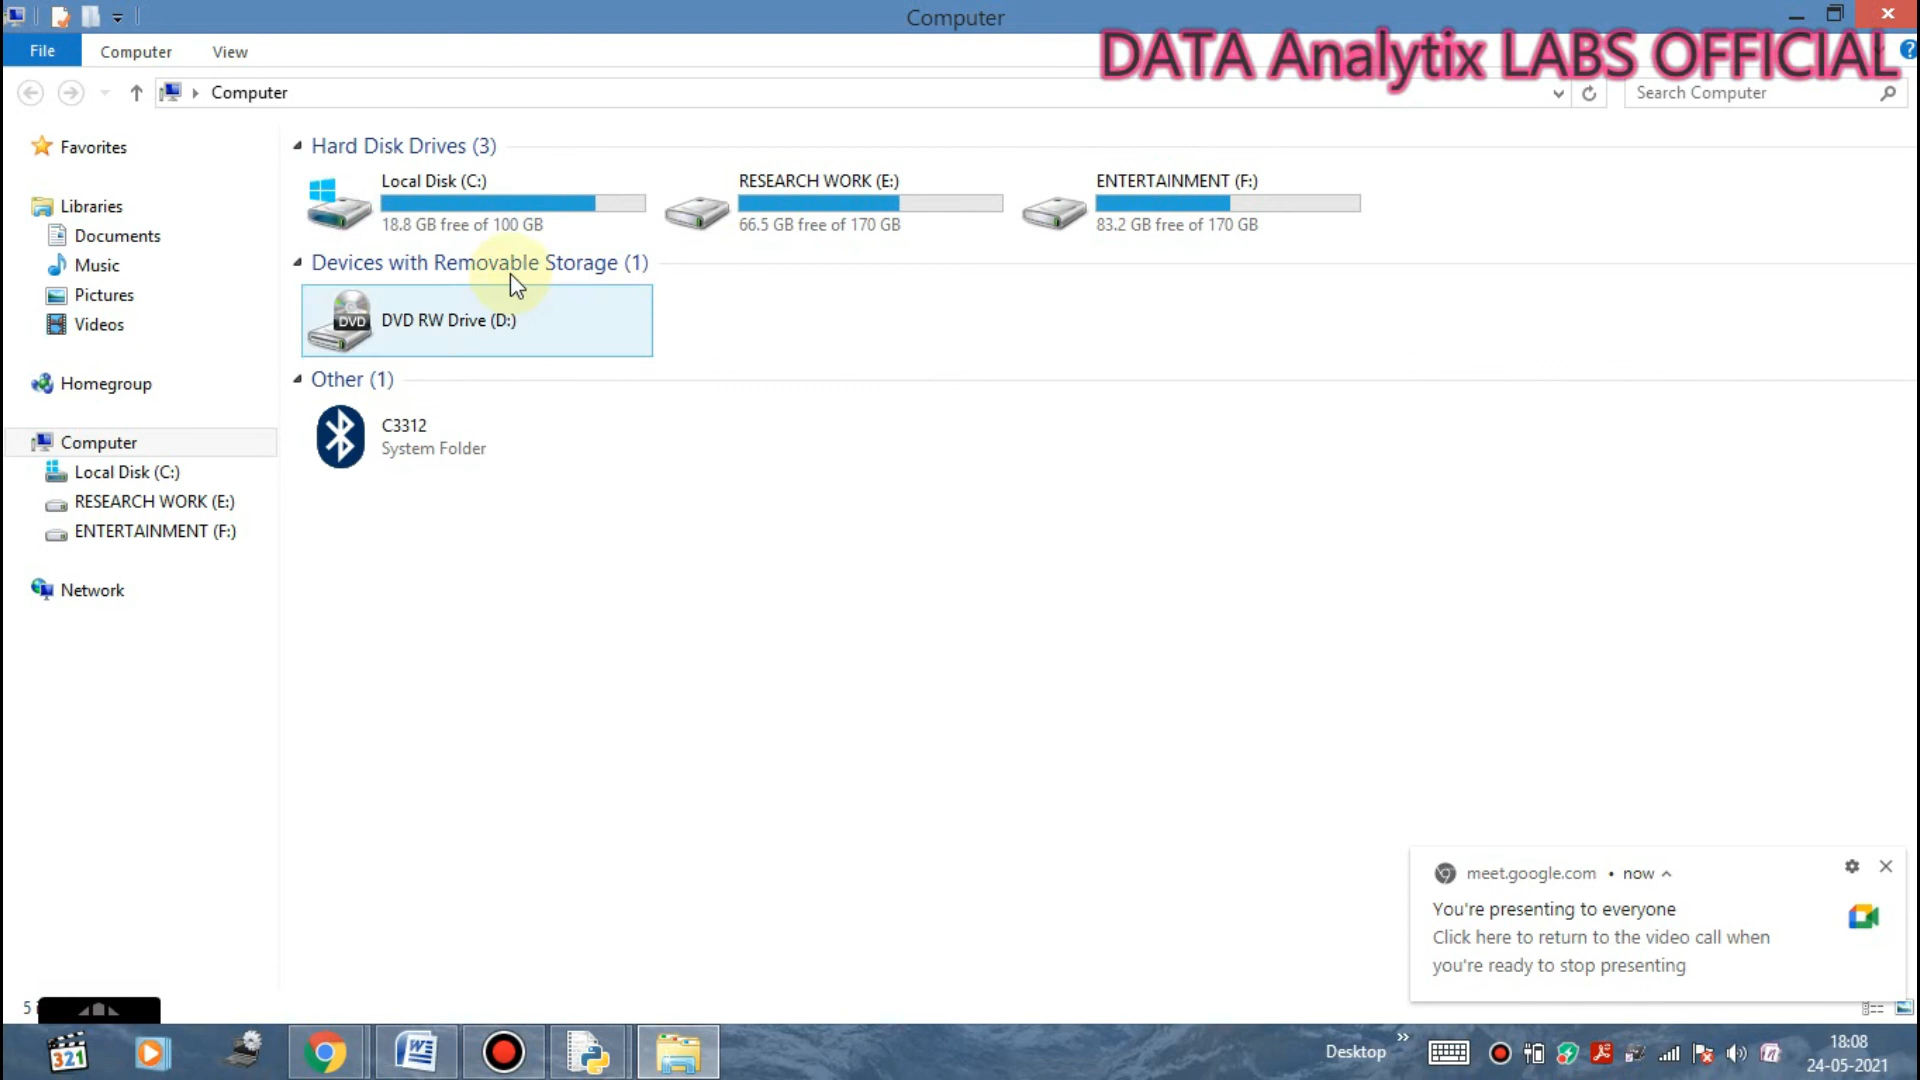 Computer
DATA Analytix LABS OFFICIAL
File Computer View
Computer
Search Computer
Favorites
Libraries
Documents
Music
Pictures
Videos
Homegroup
Computer
Local Disk (C:)
RESEARCH WORK (E:)
ENTERTAINMENT (F:)
Network
Hard Disk Drives (3)
Local Disk (C:)
18.8 GB free of 100 GB
RESEARCH WORK (E:)
66.5 GB free of 170 GB
ENTERTAINMENT (F:)
83.2 GB free of 170 GB
Devices with Removable Storage (1)
DVD
DVD RW Drive (D:)
Other (1)
C3312
System Folder
meet.google.com • now
You're presenting to everyone
Click here to return to the video call when
you're ready to stop presenting
5
321
Desktop
18:08
24-05-2021